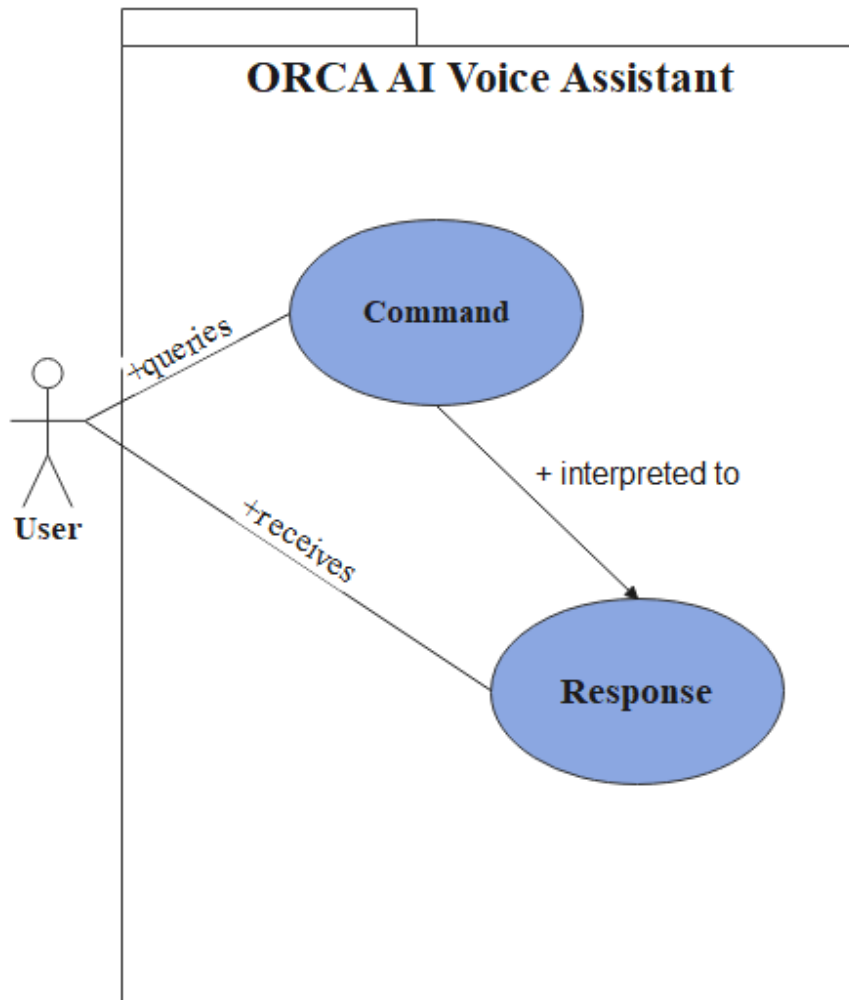 ORCA AI Voice Assistant
Command
+queries
+ interpreted to
User
+receives
Response